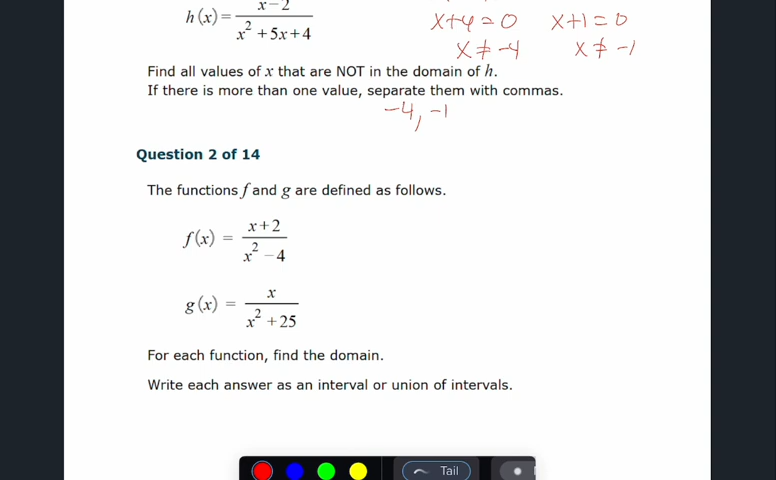 h(x) = x−2 / x² + 5x + 4
x+4=0 x+1=0
x ≠ -4 x ≠ -1
Find all values of x that are NOT in the domain of h.
If there is more than one value, separate them with commas.
-4, -1
Question 2 of 14
The functions f and g are defined as follows.
f(x) = x+2 / x² − 4
g(x) = x / x² + 25
For each function, find the domain.
Write each answer as an interval or union of intervals.
Tail